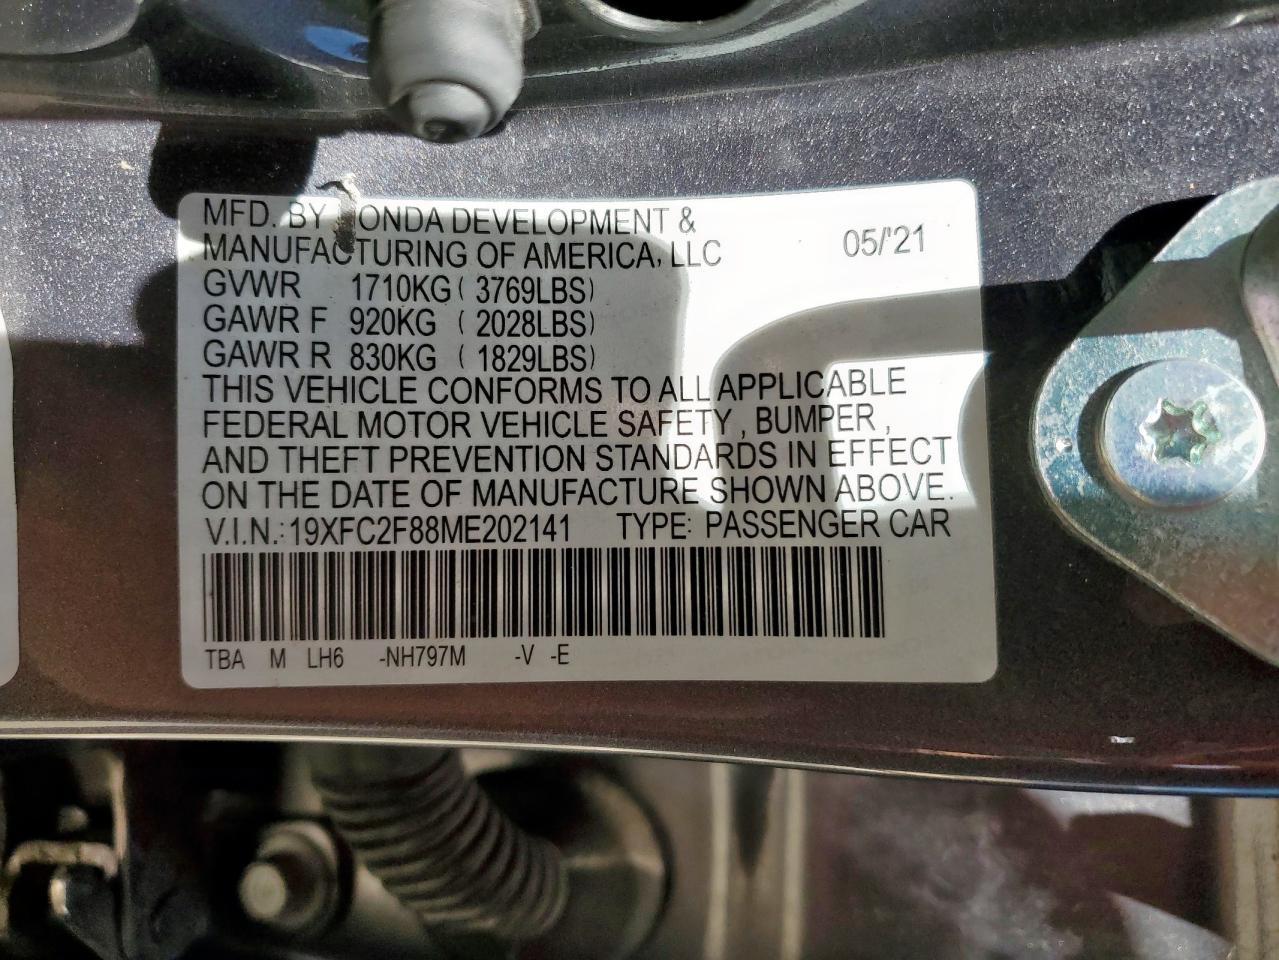 MFD. BY ONDA DEVELOPMENT &
MANUFACTURING OF AMERICA, LLC 05/'21
GVWR 1710KG ( 3769LBS)
GAWR F 920KG ( 2028LBS)
GAWR R 830KG ( 1829LBS)
THIS VEHICLE CONFORMS TO ALL APPLICABLE
FEDERAL MOTOR VEHICLE SAFETY , BUMPER ,
AND THEFT PREVENTION STANDARDS IN EFFECT
ON THE DATE OF MANUFACTURE SHOWN ABOVE.
V.I.N.:19XFC2F88ME202141 TYPE: PASSENGER CAR
TBA M LH6 -NH797M -V -E